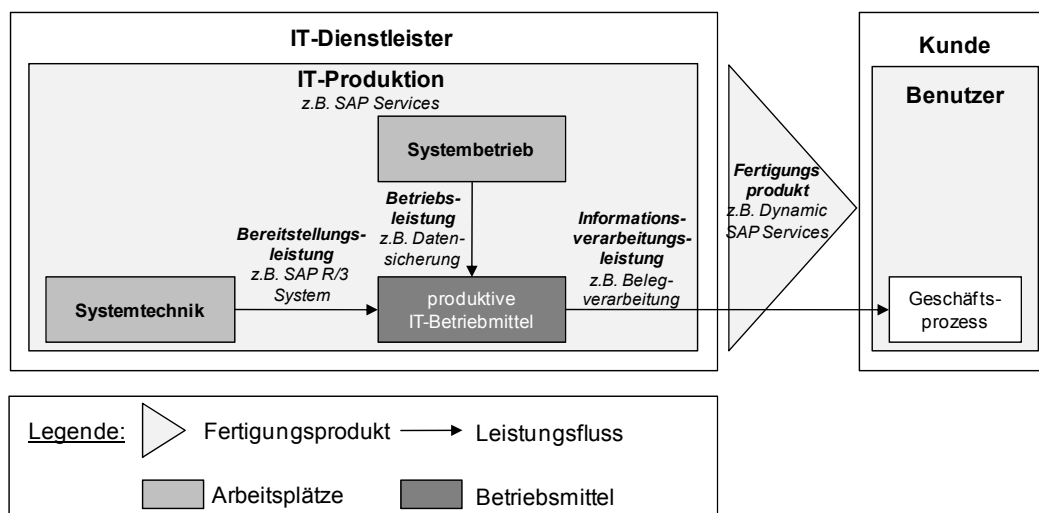 IT-Dienstleister
IT-Produktion
z.B. SAP Services
Systembetrieb
Betriebs-
leistung
z.B. Daten-
sicherung
Bereitstellungs-
leistung
z.B. SAP R/3
System
Systemtechnik
produktive
IT-Betriebmittel
Informations-
verarbeitungs-
leistung
z.B. Beleg-
verarbeitung
Fertigungs
produkt
z.B. Dynamic
SAP Services
Kunde
Benutzer
Geschäfts-
prozess
Legende:
Fertigungsprodukt
Leistungsfluss
Arbeitsplätze
Betriebsmittel